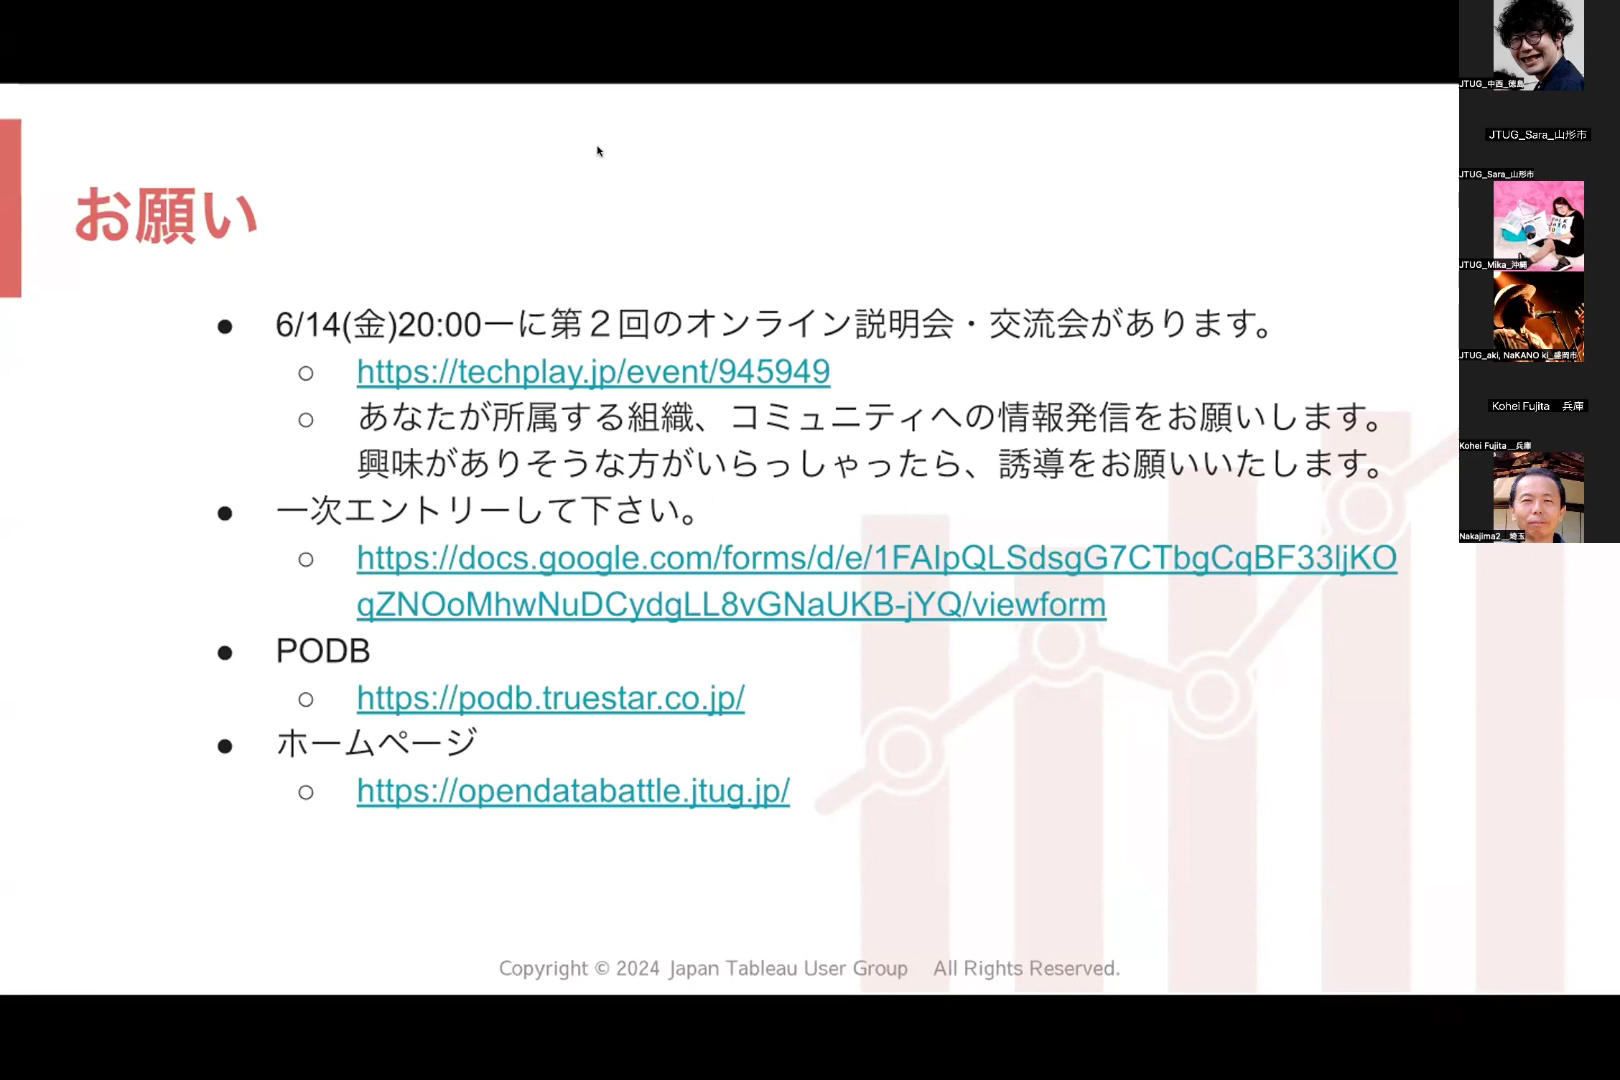 お願い
● 6/14(金)20:00ーに第２回のオンライン説明会・交流会があります。
○ https://techplay.jp/event/945949
○ あなたが所属する組織、コミュニティへの情報発信をお願いします。
興味がありそうな方がいらっしゃったら、誘導をお願いいたします。
● 一次エントリーして下さい。
○ https://docs.google.com/forms/d/e/1FAIpQLSdsgG7CTbgCqBF33ljKO
qZNOoMhwNuDCydgLL8vGNaUKB-jYQ/viewform
● PODB
○ https://podb.truestar.co.jp/
● ホームページ
○ https://opendatabattle.jtug.jp/
Copyright © 2024 Japan Tableau User Group All Rights Reserved.
JTUG_中西_徳島
JTUG_Sara_山形市
JTUG_Sara_山形市
JTUG_Mika_沖縄
JTUG_aki, NaKANO ki_盛岡市
Kohei Fujita 兵庫
Kohei Fujita 兵庫
Nakajima2 埼玉